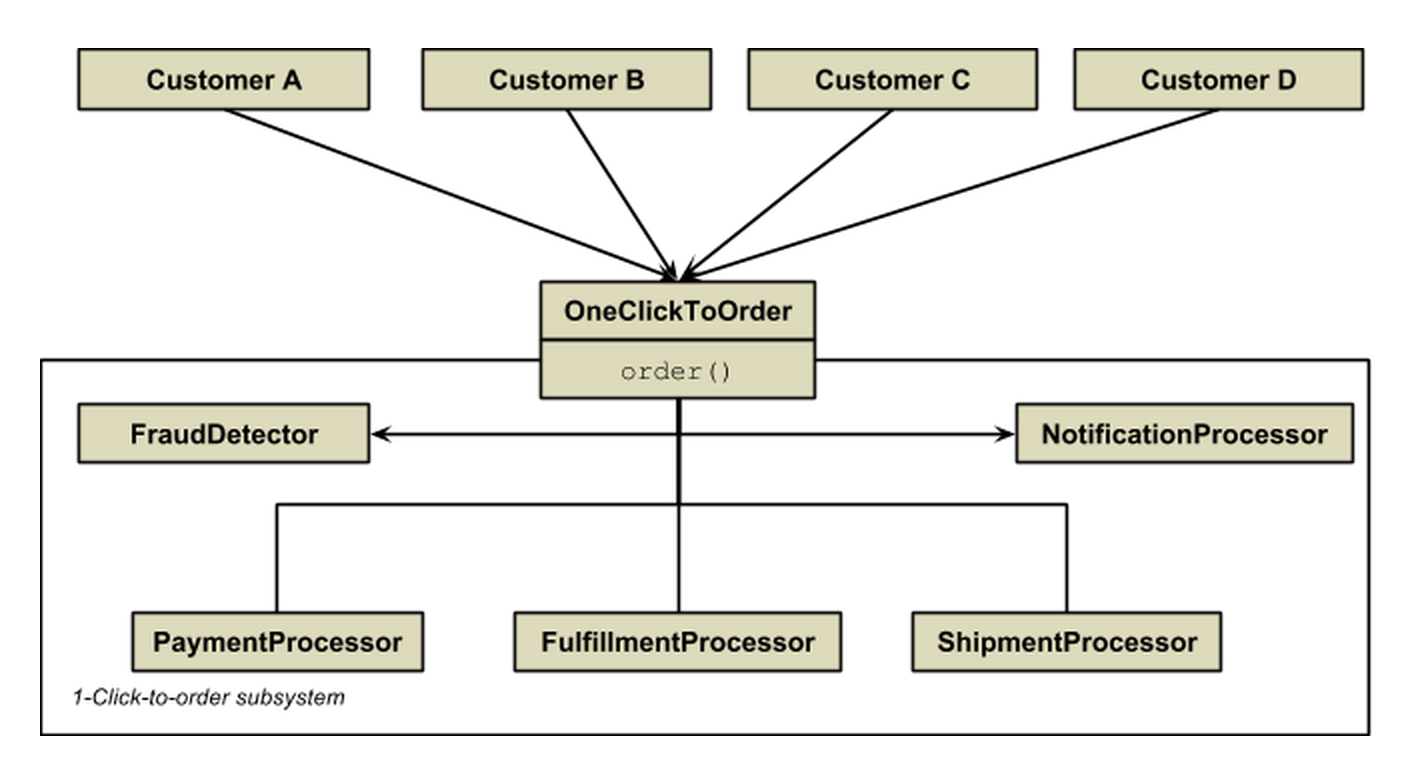 Customer A
Customer B
Customer C
Customer D
OneClickToOrder
order()
FraudDetector
NotificationProcessor
PaymentProcessor
FulfillmentProcessor
ShipmentProcessor
1-Click-to-order subsystem